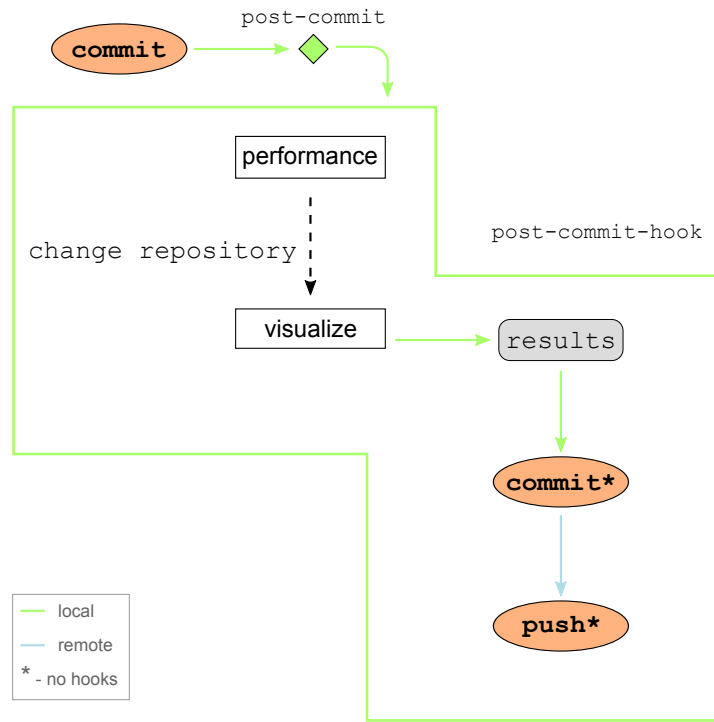 post-commit
commit
performance
post-commit-hook
change repository
visualize
results
commit*
push*
local
remote
* - no hooks